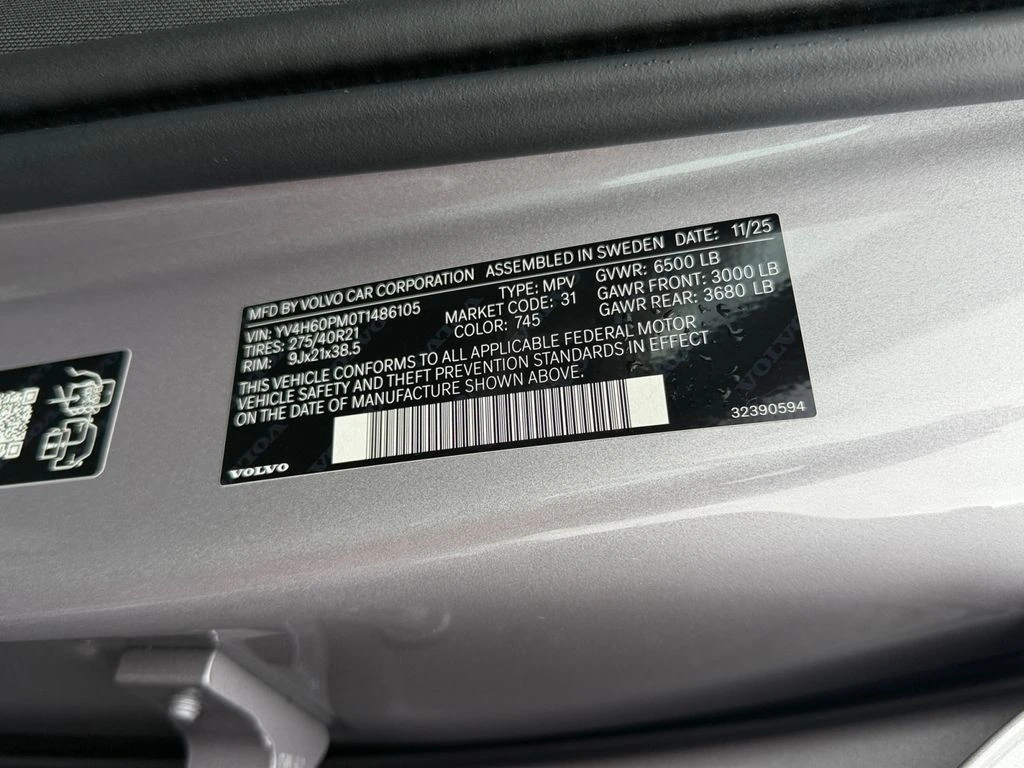 MFD BY VOLVO CAR CORPORATION ASSEMBLED IN SWEDEN DATE: 11/25
VIN: YV4H60PM0T1486105 TYPE: MPV GVWR: 6500 LB
TIRES: 275/40R21 MARKET CODE: 31 GAWR FRONT: 3000 LB
RIM: 9Jx21x38.5 COLOR: 745 GAWR REAR: 3680 LB
THIS VEHICLE CONFORMS TO ALL APPLICABLE FEDERAL MOTOR
VEHICLE SAFETY AND THEFT PREVENTION STANDARDS IN EFFECT
ON THE DATE OF MANUFACTURE SHOWN ABOVE.
32390594
VOLVO